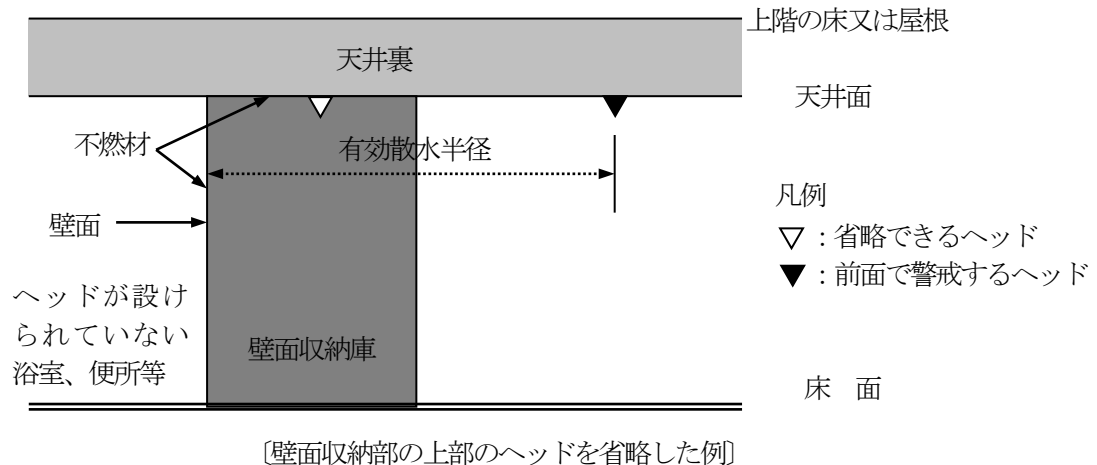 上階の床又は屋根
天井裏
天井面
不燃材
有効散水半径
壁面
凡例
▽：省略できるヘッド
▼：前面で警戒するヘッド
ヘッドが設け
られていない
浴室、便所等
壁面収納庫
床　面
〔壁面収納部の上部のヘッドを省略した例〕